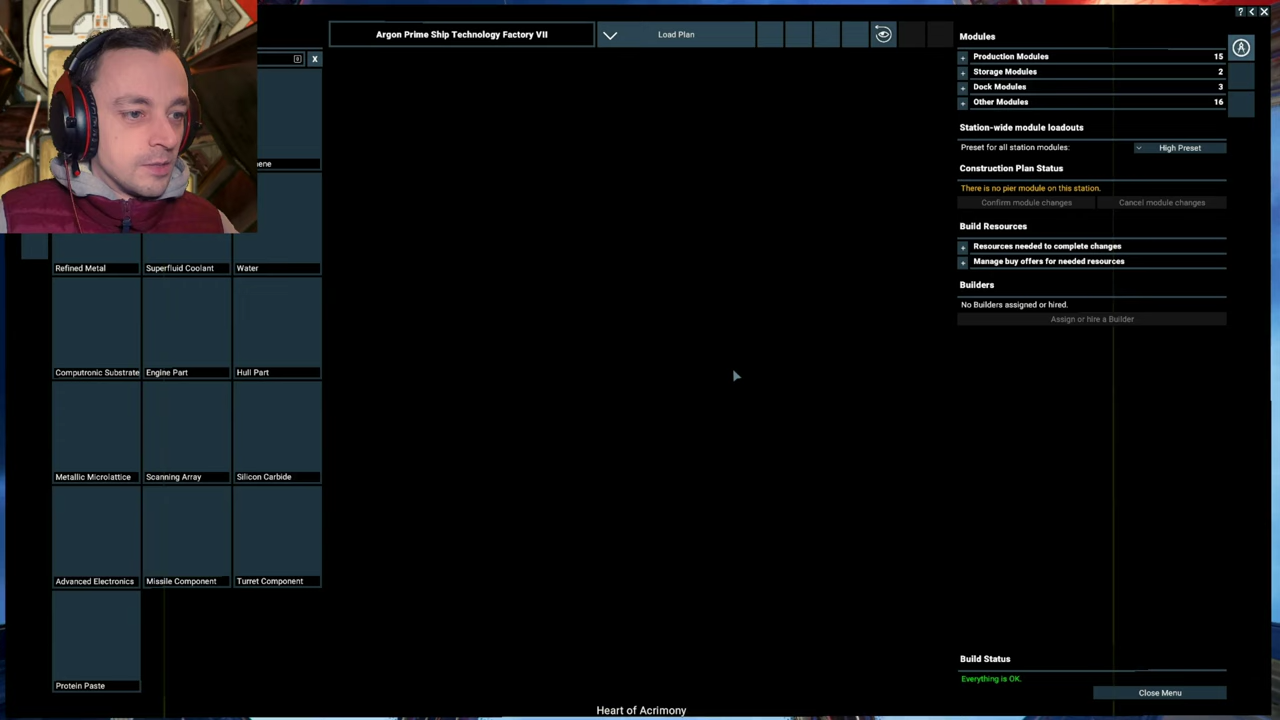 Argon Prime Ship Technology Factory VII
Load Plan
? < X
0 X
ene
Refined Metal
Superfluid Coolant
Water
Computronic Substrate
Engine Part
Hull Part
Metallic Microlattice
Scanning Array
Silicon Carbide
Advanced Electronics
Missile Component
Turret Component
Protein Paste
Modules
+ Production Modules 15
+ Storage Modules 2
+ Dock Modules 3
+ Other Modules 16
Station-wide module loadouts
Preset for all station modules: High Preset
Construction Plan Status
There is no pier module on this station.
Confirm module changes Cancel module changes
Build Resources
+ Resources needed to complete changes
+ Manage buy offers for needed resources
Builders
No Builders assigned or hired.
Assign or hire a Builder
Build Status
Everything is OK.
Close Menu
Heart of Acrimony